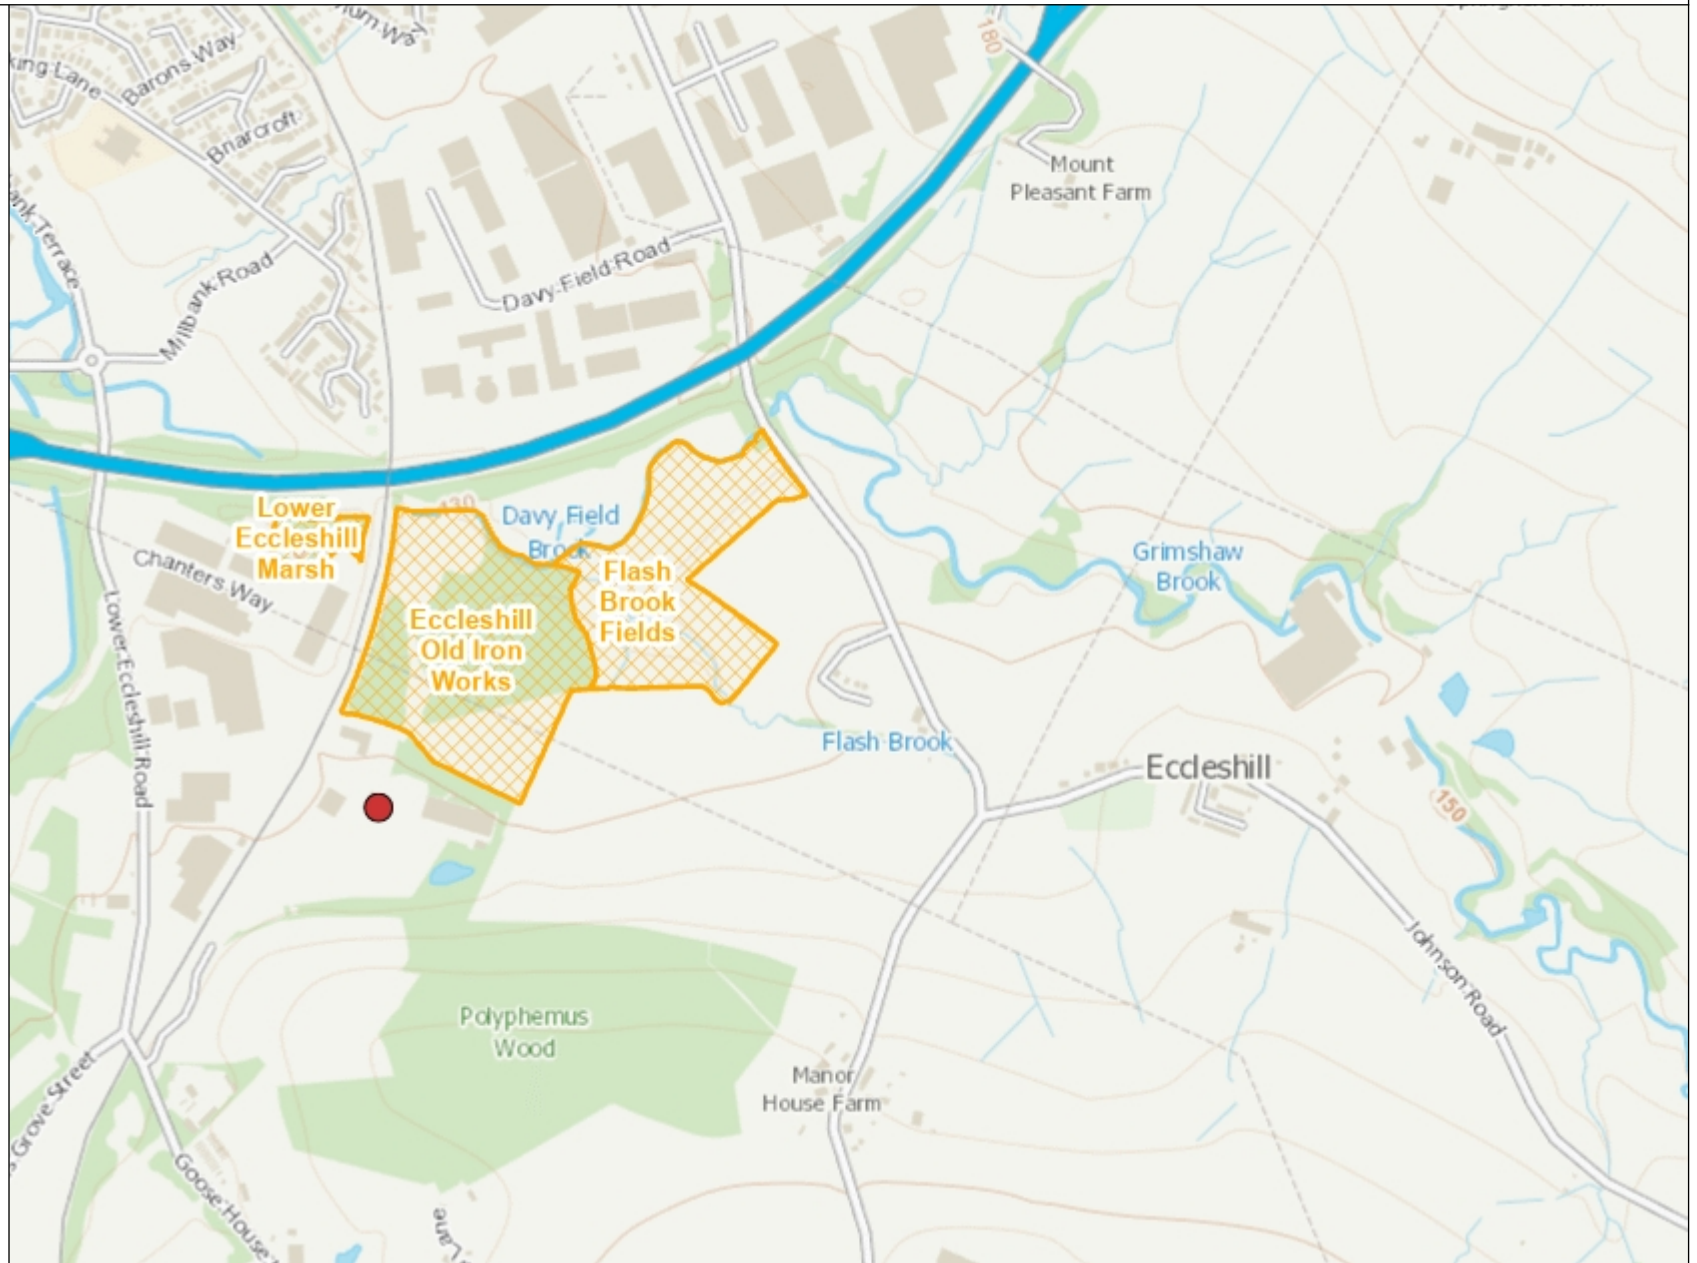 180
Barons Way
Briarcroft
Mount
Pleasant Farm
Millbank Road
Davy Field Road
Lower
Eccleshill
Marsh
130
Davy Field
Brook
Chanters Way
Flash
Brook
Fields
Eccleshill
Old Iron
Works
Grimshaw
Brook
Lower Eccleshill Road
Flash Brook
Eccleshill
150
Johnson Road
Polyphemus
Wood
Manor
House Farm
Grove Street
Goose House
Lane